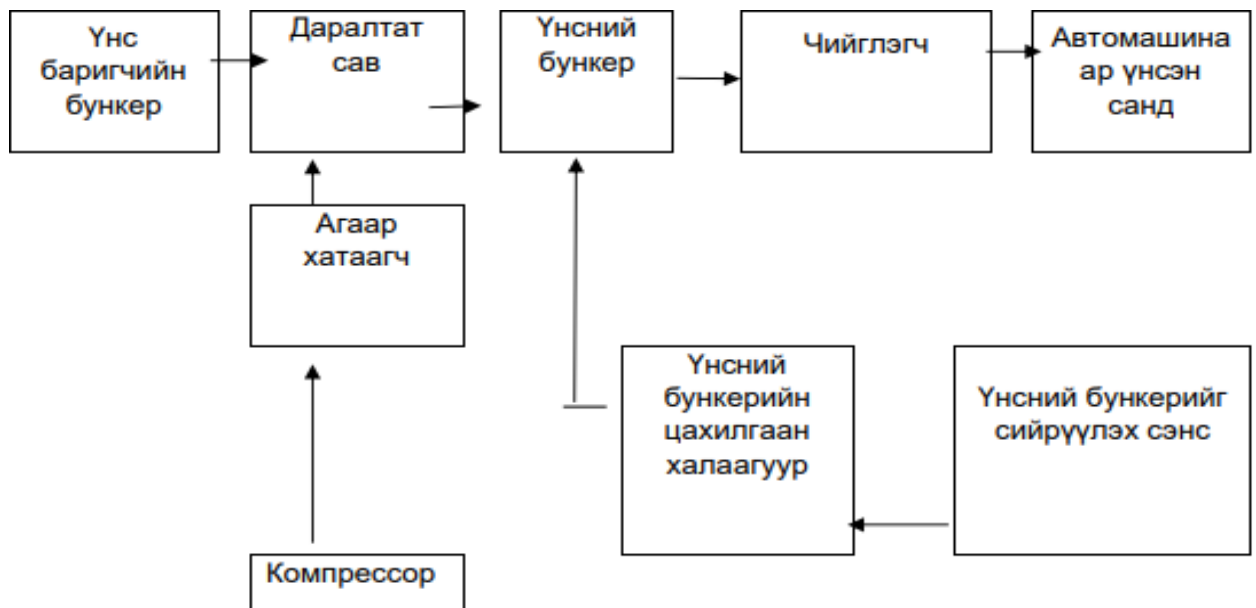 Үнс
баригчийн
бункер
Даралтат
сав
Үнсний
бункер
Чийглэгч
Автомашина
ар үнсэн
санд
Агаар
хатаагч
Үнсний
бункерийн
цахилгаан
халаагуур
Үнсний бункерийг
сийрүүлэх сэнс
Компрессор